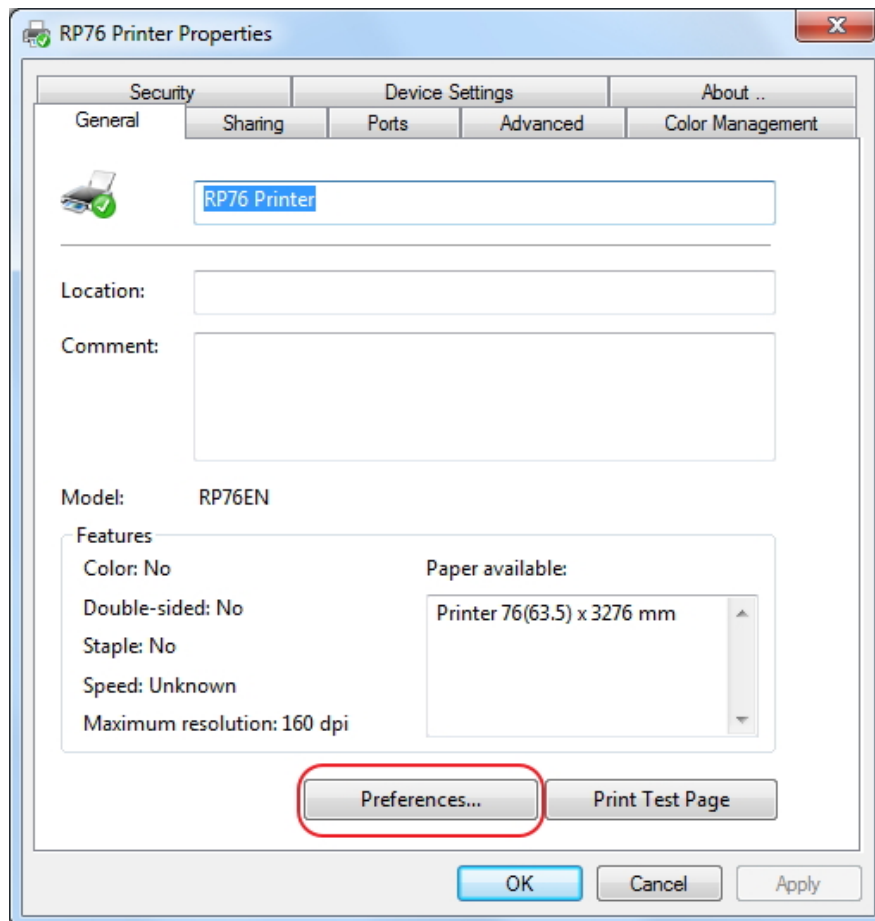 RP76 Printer Properties
Security Device Settings About ..
General Sharing Ports Advanced Color Management
RP76 Printer
Location:
Comment:
Model: RP76EN
Features
Color: No Paper available:
Double-sided: No Printer 76(63.5) x 3276 mm
Staple: No
Speed: Unknown
Maximum resolution: 160 dpi
Preferences... Print Test Page
OK Cancel Apply